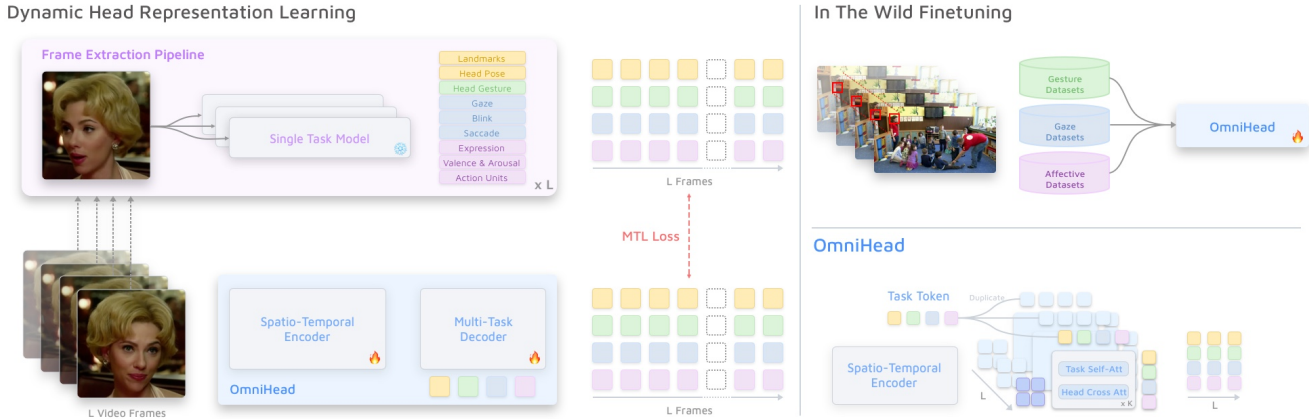 Dynamic Head Representation Learning
Frame Extraction Pipeline
Single Task Model
Landmarks
Head Pose
Head Gesture
Gaze
Blink
Saccade
Expression
Valence & Arousal
Action Units
x L
L Frames
MTL Loss
L Video Frames
Spatio-Temporal
Encoder
Multi-Task
Decoder
OmniHead
L Frames
In The Wild Finetuning
Gesture
Datasets
Gaze
Datasets
Affective
Datasets
OmniHead
OmniHead
Task Token
Duplicate
Spatio-Temporal
Encoder
L
Task Self-Att
Head Cross Att
x K
L